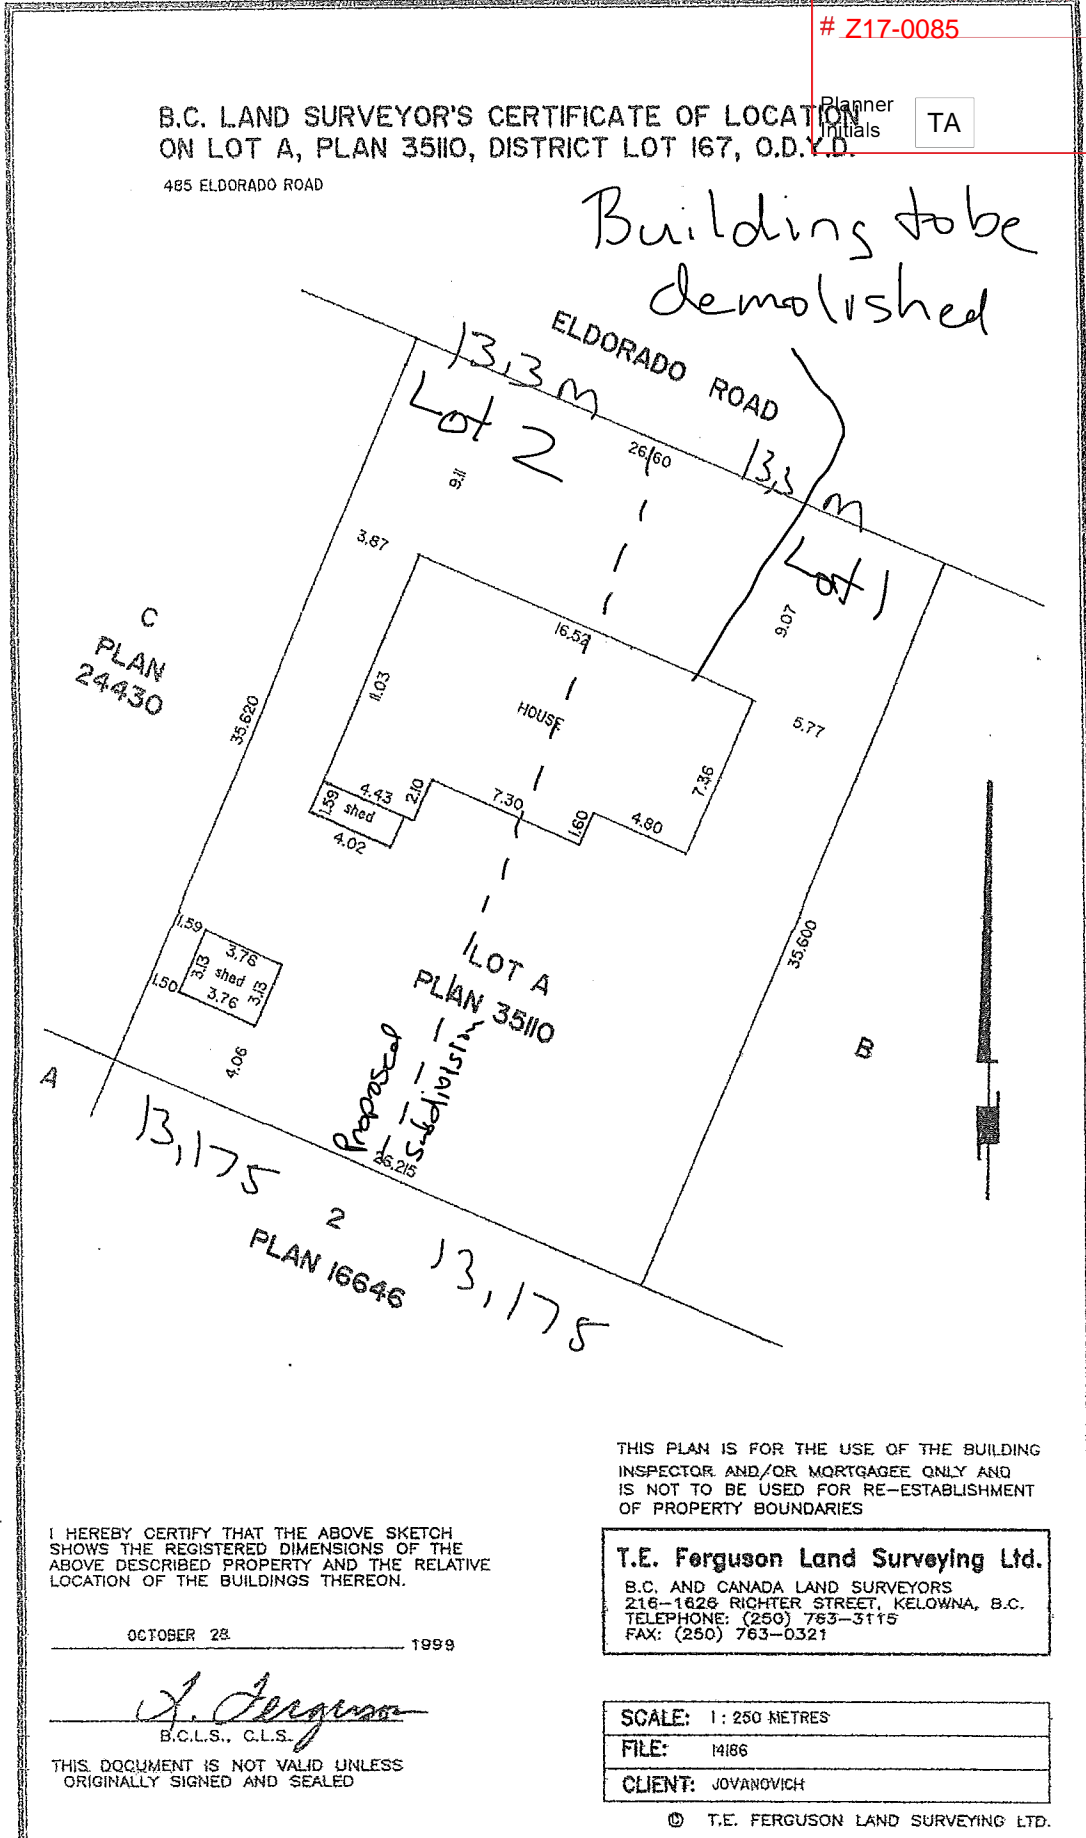 # Z17-0085
Planner
Initials
TA
B.C. LAND SURVEYOR'S CERTIFICATE OF LOCATION
ON LOT A, PLAN 35110, DISTRICT LOT 167, O.D.Y.D.
485 ELDORADO ROAD
Building to be
demolished
ELDORADO ROAD
13,3 m
Lot 2
26.60
13,3 m
9.11
3.87
Lot 1
9.07
C
PLAN
24430
16.52
11.03
HOUSE
35.620
5.77
7.36
4.43
2.10
7.30
1.59
shed
1.60
4.80
4.02
1.59
3.76
3.13
shed
3.13
1.50
3.76
LOT A
PLAN 35110
35.600
4.06
Proposed
subdivision
B
A
13,175
26.215
2
PLAN 16646
13,175
THIS PLAN IS FOR THE USE OF THE BUILDING
INSPECTOR AND/OR MORTGAGEE ONLY AND
IS NOT TO BE USED FOR RE-ESTABLISHMENT
OF PROPERTY BOUNDARIES
I HEREBY CERTIFY THAT THE ABOVE SKETCH
SHOWS THE REGISTERED DIMENSIONS OF THE
ABOVE DESCRIBED PROPERTY AND THE RELATIVE
LOCATION OF THE BUILDINGS THEREON.
OCTOBER 28 1999
T. Ferguson
B.C.L.S., C.L.S.
THIS DOCUMENT IS NOT VALID UNLESS
ORIGINALLY SIGNED AND SEALED
T.E. Ferguson Land Surveying Ltd.
B.C. AND CANADA LAND SURVEYORS
216-1626 RICHTER STREET, KELOWNA, B.C.
TELEPHONE: (250) 763-3115
FAX: (250) 763-0321
SCALE: 1 : 250 METRES
FILE: 14186
CLIENT: JOVANOVICH
© T.E. FERGUSON LAND SURVEYING LTD.